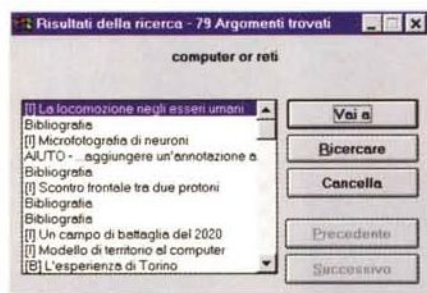 Risultati della ricerca - 79 Argomenti trovati
computer or reti
[I] La locomozione negli esseri umani
Bibliografia
[I] Microfotografia di neuroni
AIUTO - ...aggiungere un'annotazione a
Bibliografia
[I] Scontro frontale tra due protoni
Bibliografia
Bibliografia
[I] Un campo di battaglia del 2020
[I] Modello di territorio al computer
[B] L'esperienza di Torino
Vai a
Ricercare
Cancella
Precedente
Successivo